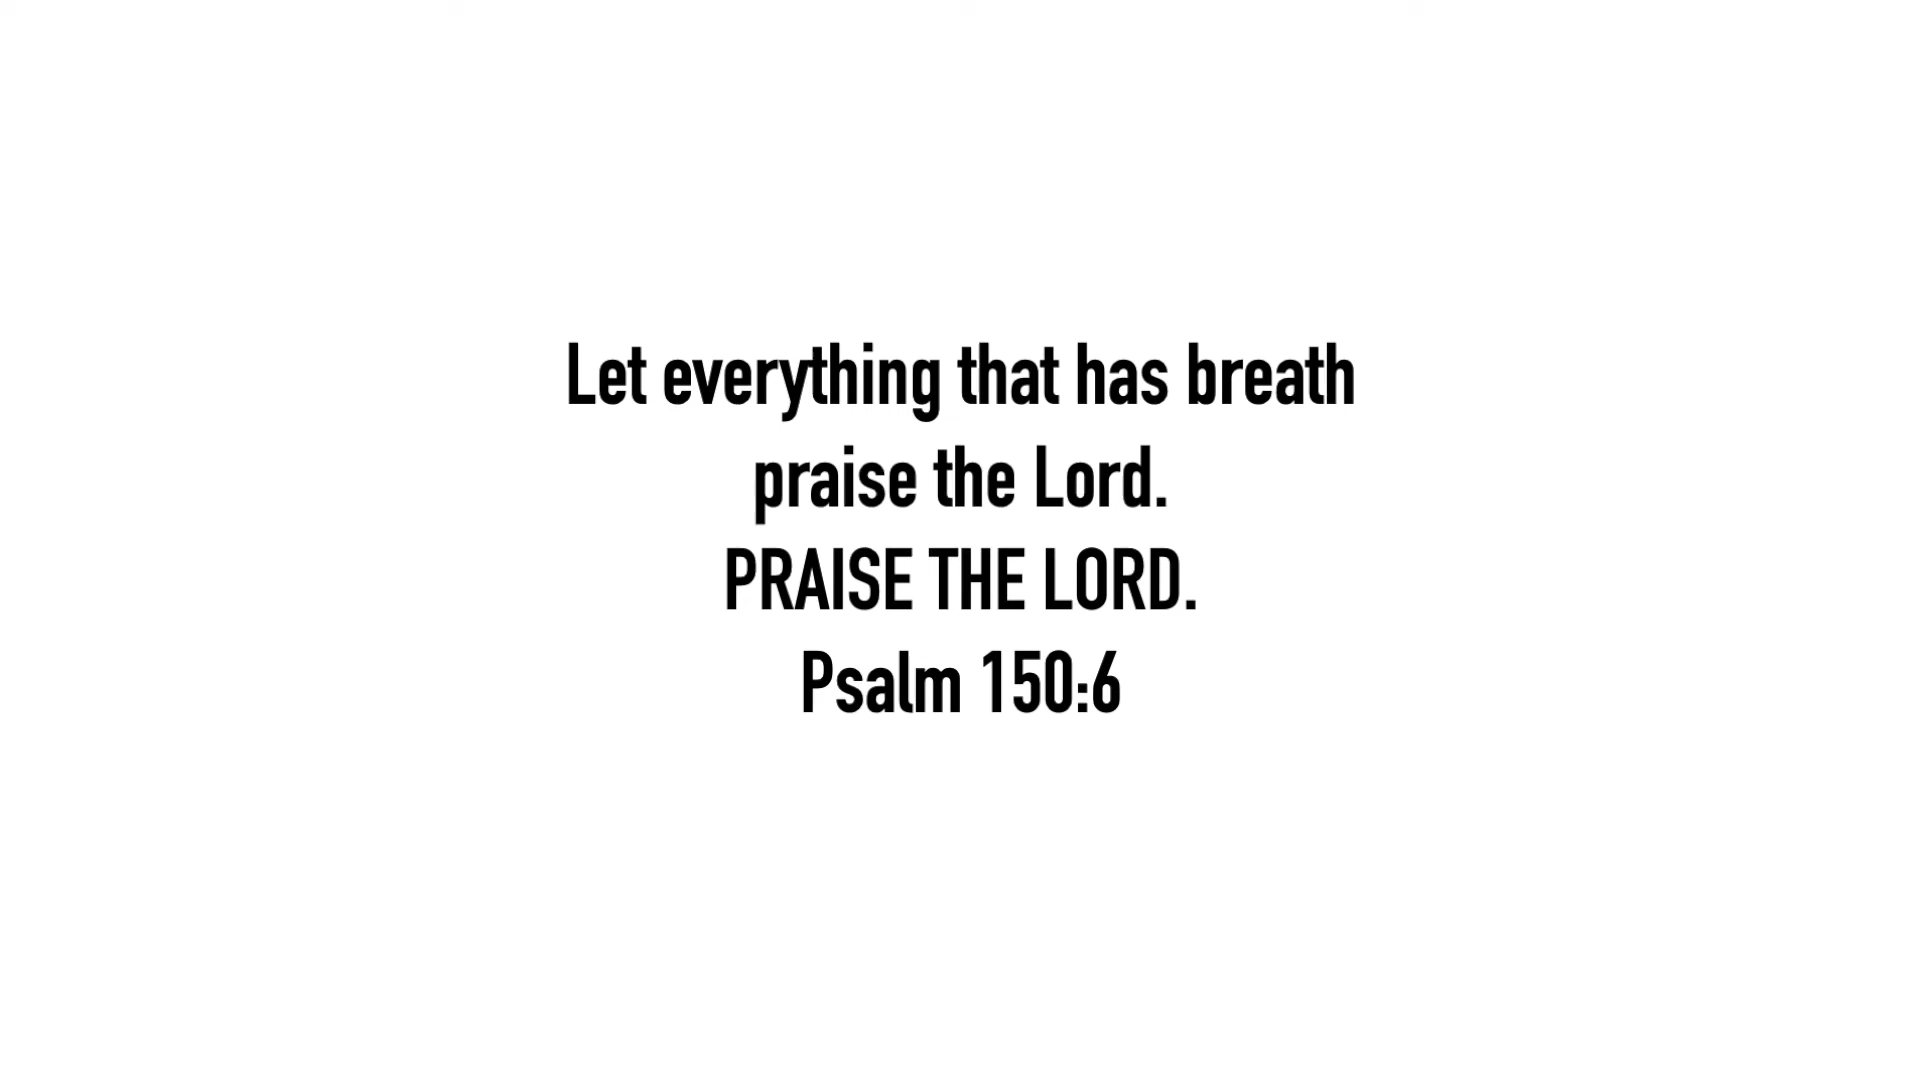 Let everything that has breath
praise the Lord.
PRAISE THE LORD.
Psalm 150:6